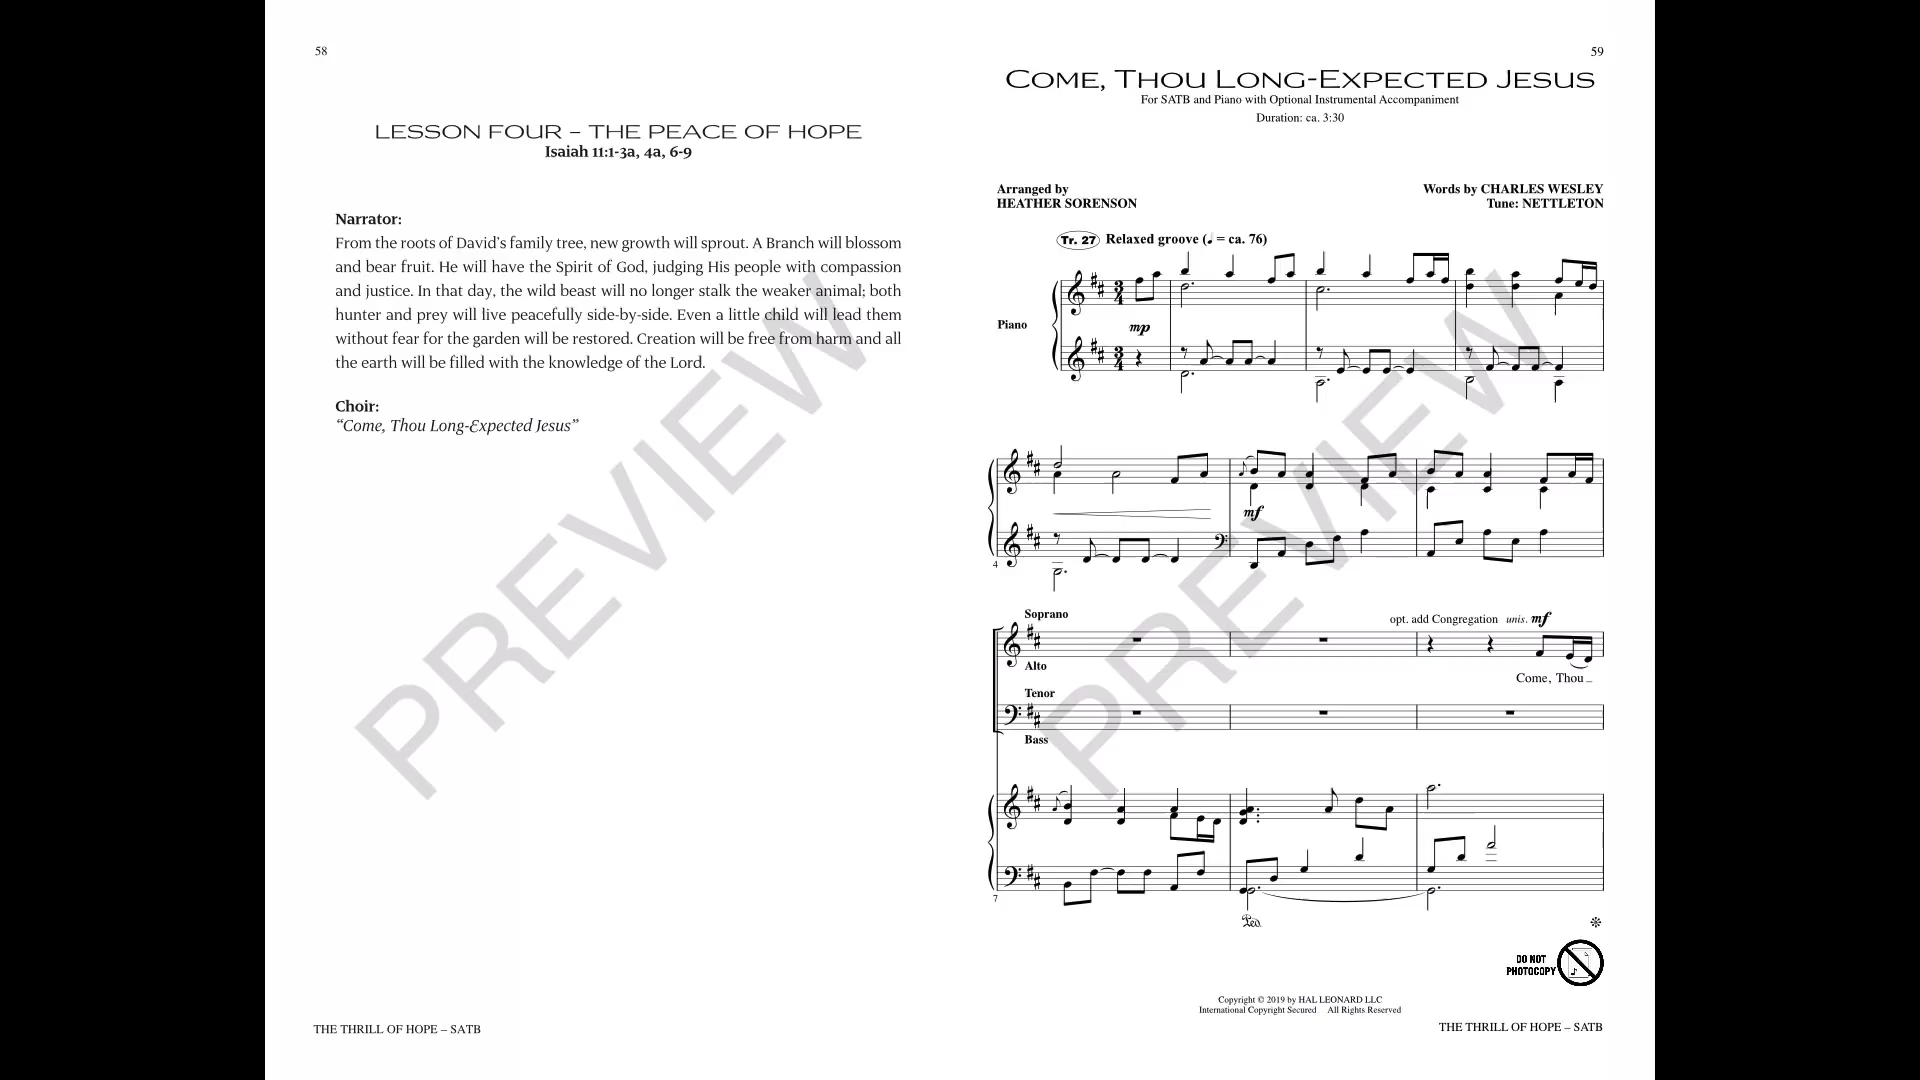 58
LESSON FOUR – THE PEACE OF HOPE
Isaiah 11:1-3a, 4a, 6-9
Narrator:
From the roots of David’s family tree, new growth will sprout. A Branch will blossom
and bear fruit. He will have the Spirit of God, judging His people with compassion
and justice. In that day, the wild beast will no longer stalk the weaker animal; both
hunter and prey will live peacefully side-by-side. Even a little child will lead them
without fear for the garden will be restored. Creation will be free from harm and all
the earth will be filled with the knowledge of the Lord.
Choir:
“Come, Thou Long-Expected Jesus”
PREVIEW
THE THRILL OF HOPE – SATB
59
COME, THOU LONG-EXPECTED JESUS
For SATB and Piano with Optional Instrumental Accompaniment
Duration: ca. 3:30
Arranged by
HEATHER SORENSON
Words by CHARLES WESLEY
Tune: NETTLETON
Tr. 27 Relaxed groove (♩ = ca. 76)
3
4
Piano
mp
3
4
mf
4
Soprano
opt. add Congregation unis. mf
Alto
Come, Thou _
Tenor
Bass
7
Ped.
PREVIEW
DO NOT
PHOTOCOPY
Copyright © 2019 by HAL LEONARD LLC
International Copyright Secured All Rights Reserved
THE THRILL OF HOPE – SATB